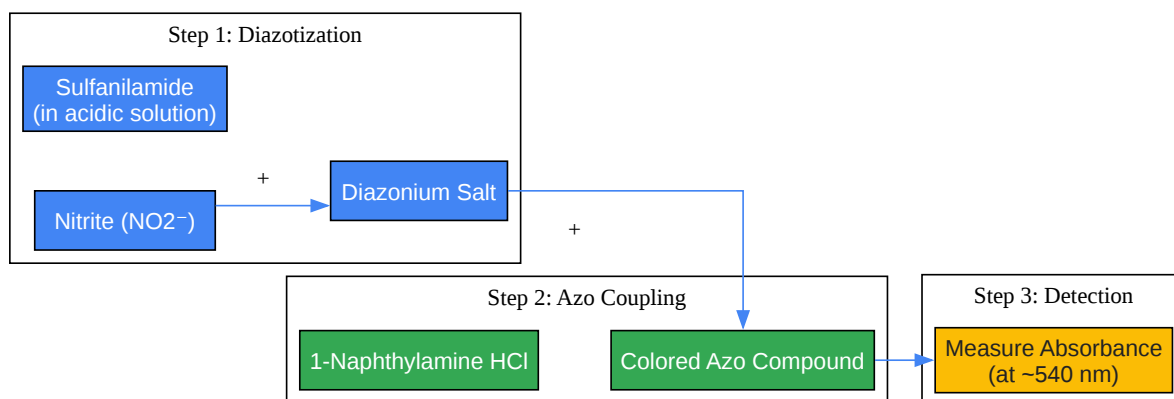 Step 1: Diazotization
Sulfanilamide
(in acidic solution)
+
Diazonium Salt
Nitrite (NO2⁻)
+
Step 2: Azo Coupling
1-Naphthylamine HCl
Colored Azo Compound
Step 3: Detection
Measure Absorbance
(at ~540 nm)